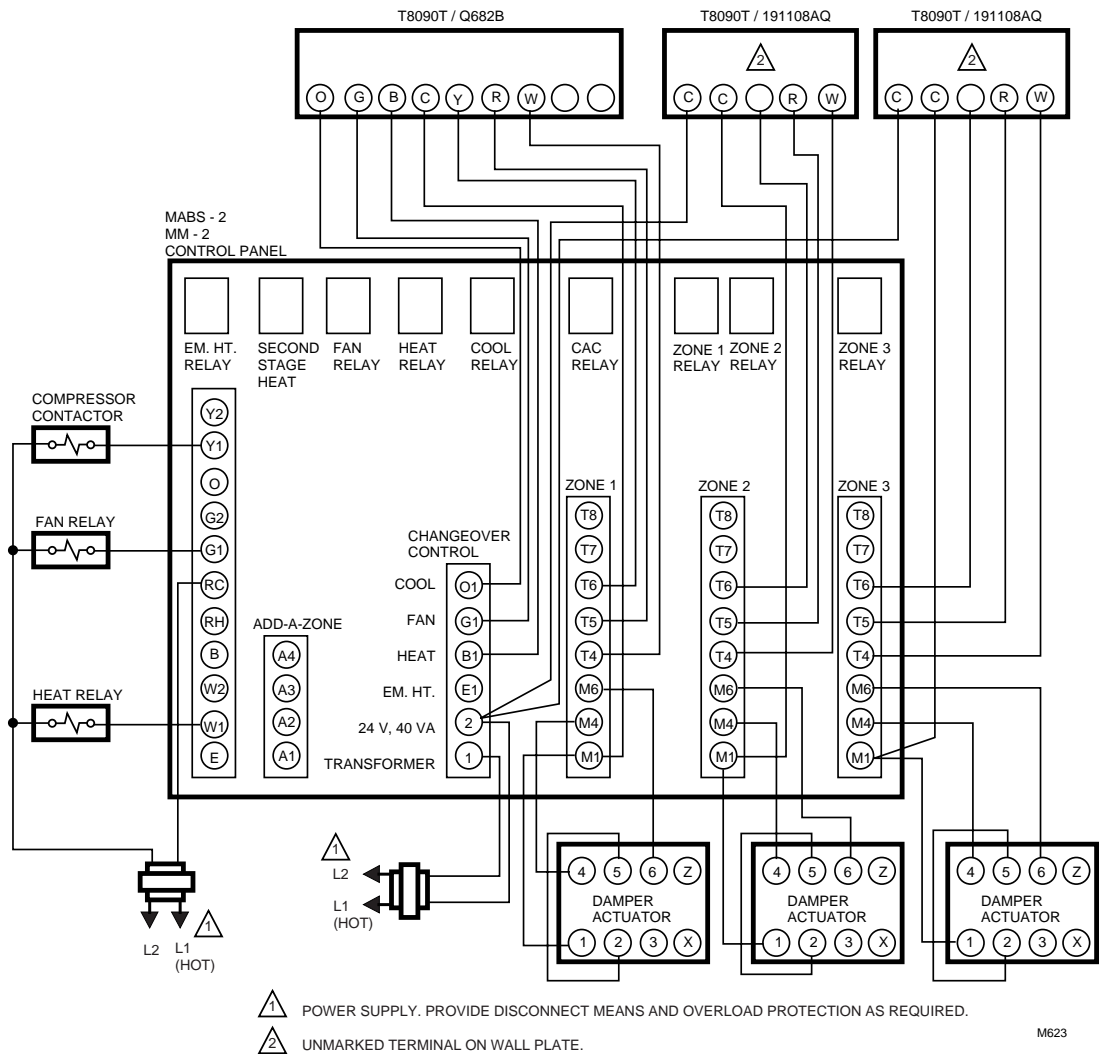 T8090T / Q682B
T8090T / 191108AQ
T8090T / 191108AQ
2
2
O G B C Y R W
C C R W
C C R W
MABS - 2
MM - 2
CONTROL PANEL
EM. HT.
RELAY
SECOND
STAGE
HEAT
FAN
RELAY
HEAT
RELAY
COOL
RELAY
CAC
RELAY
ZONE 1
RELAY
ZONE 2
RELAY
ZONE 3
RELAY
COMPRESSOR
CONTACTOR
FAN RELAY
HEAT RELAY
Y2
Y1
O
G2
G1
RC
RH
B
W2
W1
E
ADD-A-ZONE
A4
A3
A2
A1
CHANGEOVER
CONTROL
COOL
O1
FAN
G1
HEAT
B1
EM. HT.
E1
24 V, 40 VA
2
TRANSFORMER
1
ZONE 1
T8
T7
T6
T5
T4
M6
M4
M1
ZONE 2
T8
T7
T6
T5
T4
M6
M4
M1
ZONE 3
T8
T7
T6
T5
T4
M6
M4
M1
L2
L1
(HOT)
1
1
L2
L1
(HOT)
4 5 6 Z
DAMPER
ACTUATOR
1 2 3 X
4 5 6 Z
DAMPER
ACTUATOR
1 2 3 X
4 5 6 Z
DAMPER
ACTUATOR
1 2 3 X
1 POWER SUPPLY. PROVIDE DISCONNECT MEANS AND OVERLOAD PROTECTION AS REQUIRED.
2 UNMARKED TERMINAL ON WALL PLATE.
M623